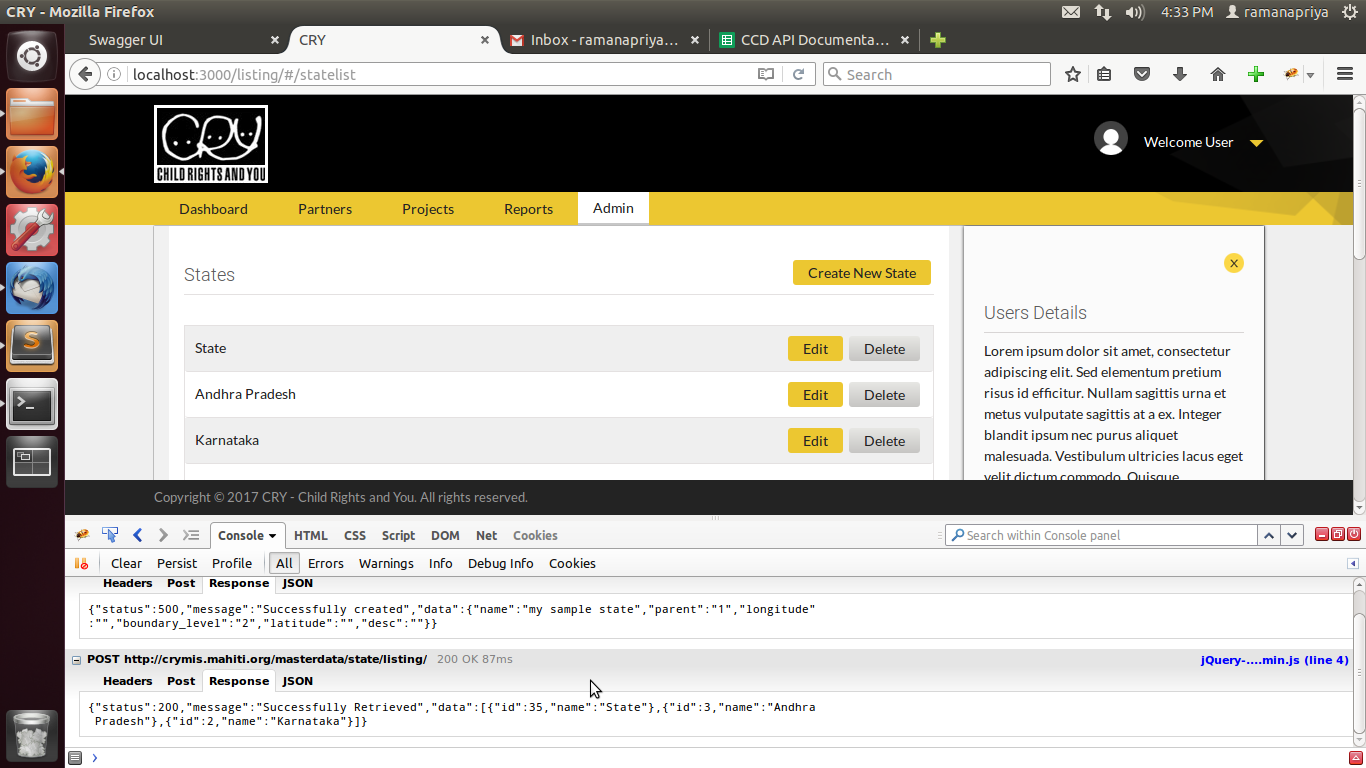 CRY - Mozilla Firefox
4:33 PM
ramanapriya
Swagger UI
CRY
Inbox - ramanapriya...
CCD API Documenta...
localhost:3000/listing/#/statelist
Search
CRY
CHILD RIGHTS AND YOU
Welcome User
Dashboard
Partners
Projects
Reports
Admin
States
Create New State
State
Edit
Delete
Andhra Pradesh
Edit
Delete
Karnataka
Edit
Delete
X
Users Details
Lorem ipsum dolor sit amet, consectetur
adipiscing elit. Sed elementum pretium
risus id efficitur. Nullam sagittis urna et
metus vulputate sagittis at a ex. Integer
blandit ipsum nec purus aliquet
malesuada. Vestibulum ultricies lacus eget
velit dictum commodo. Quisque
Copyright © 2017 CRY - Child Rights and You. All rights reserved.
Console
HTML
CSS
Script
DOM
Net
Cookies
Search within Console panel
Clear
Persist
Profile
All
Errors
Warnings
Info
Debug Info
Cookies
Headers
Post
Response
JSON
{"status":500,"message":"Successfully created","data":{"name":"my sample state","parent":"1","longitude"
:"","boundary_level":"2","latitude":"","desc":""}}
POST http://crymis.mahiti.org/masterdata/state/listing/
200 OK 87ms
jQuery-....min.js (line 4)
Headers
Post
Response
JSON
{"status":200,"message":"Successfully Retrieved","data":[{"id":35,"name":"State"},{"id":3,"name":"Andhra
Pradesh"},{"id":2,"name":"Karnataka"}]}